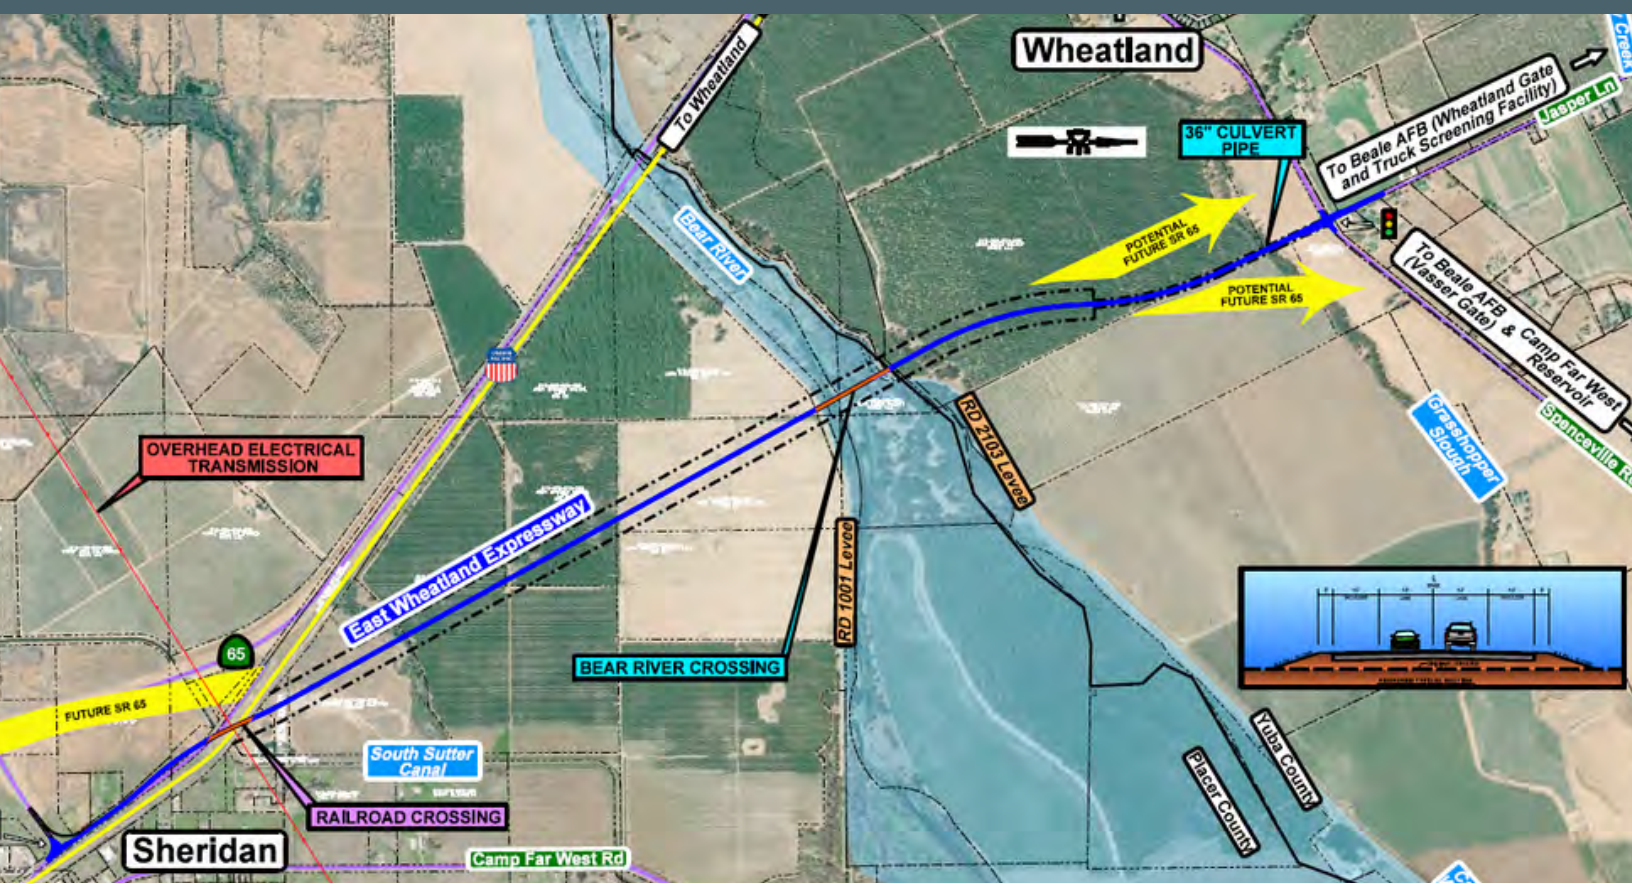 Wheatland
To Wheatland
To Beale AFB (Wheatland Gate
and Truck Screening Facility)
Jasper Ln
Creek
36" CULVERT
PIPE
Bear River
POTENTIAL
FUTURE SR 65
POTENTIAL
FUTURE SR 65
To Beale AFB & Camp Far West
(Vasser Gate) Reservoir
Spenceville Rd
Grasshopper
Slough
UNION
PACIFIC
OVERHEAD ELECTRICAL
TRANSMISSION
RD 2103 Levee
RD 1001 Levee
East Wheatland Expressway
BEAR RIVER CROSSING
65
FUTURE SR 65
South Sutter
Canal
RAILROAD CROSSING
Yuba County
Placer County
Sheridan
Camp Far West Rd